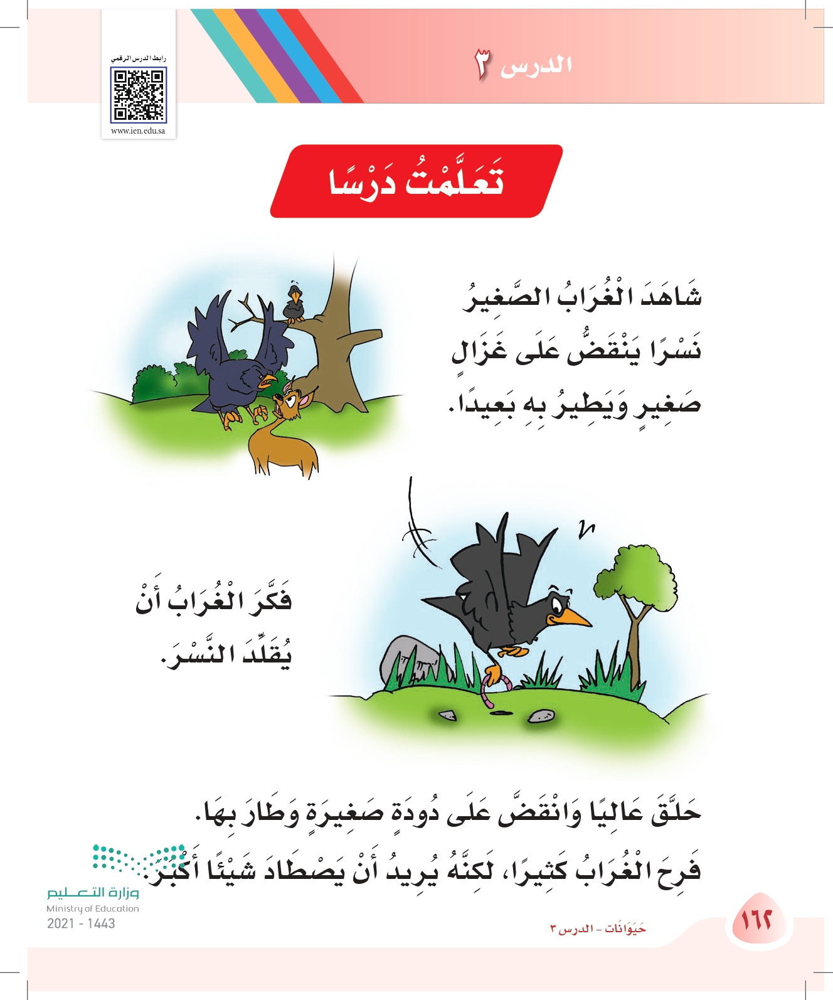 الدرس ٣
رابط الدرس الرقمي
www.ien.edu.sa
تَعَلَّمْتُ دَرْسًا
شَاهَدَ الْغُرَابُ الصَّغِيرُ
نَسْرًا يَنْقَضُّ عَلَى غَزَالٍ
صَغِيرٍ وَيَطِيرُ بِهِ بَعِيدًا.
فَكَّرَ الْغُرَابُ أَنْ
يُقَلِّدَ النَّسْرَ.
حَلَّقَ عَالِيًا وَانْقَضَّ عَلَى دُودَةٍ صَغِيرَةٍ وَطَارَ بِهَا.
فَرِحَ الْغُرَابُ كَثِيرًا، لَكِنَّهُ يُرِيدُ أَنْ يَصْطَادَ شَيْئًا أَكْبَرَ.
وزارة التعليم
Ministry of Education
2021 - 1443
١٦٢
حَيَوَانَات - الدرس ٣